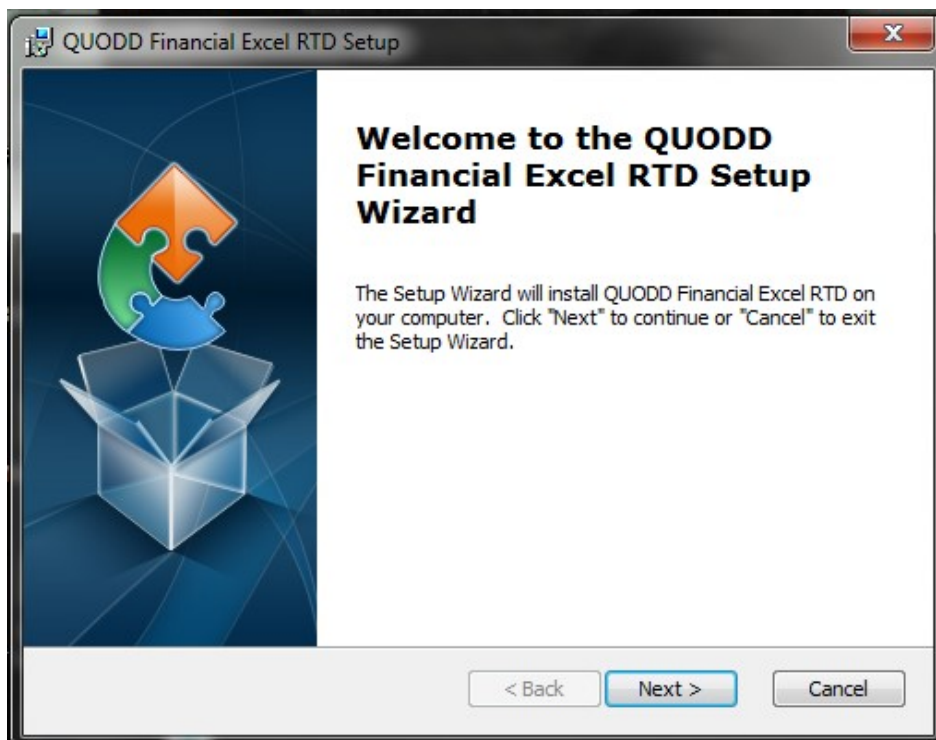 QUODD Financial Excel RTD Setup
Welcome to the QUODD
Financial Excel RTD Setup
Wizard
The Setup Wizard will install QUODD Financial Excel RTD on
your computer. Click "Next" to continue or "Cancel" to exit
the Setup Wizard.
< Back
Next >
Cancel